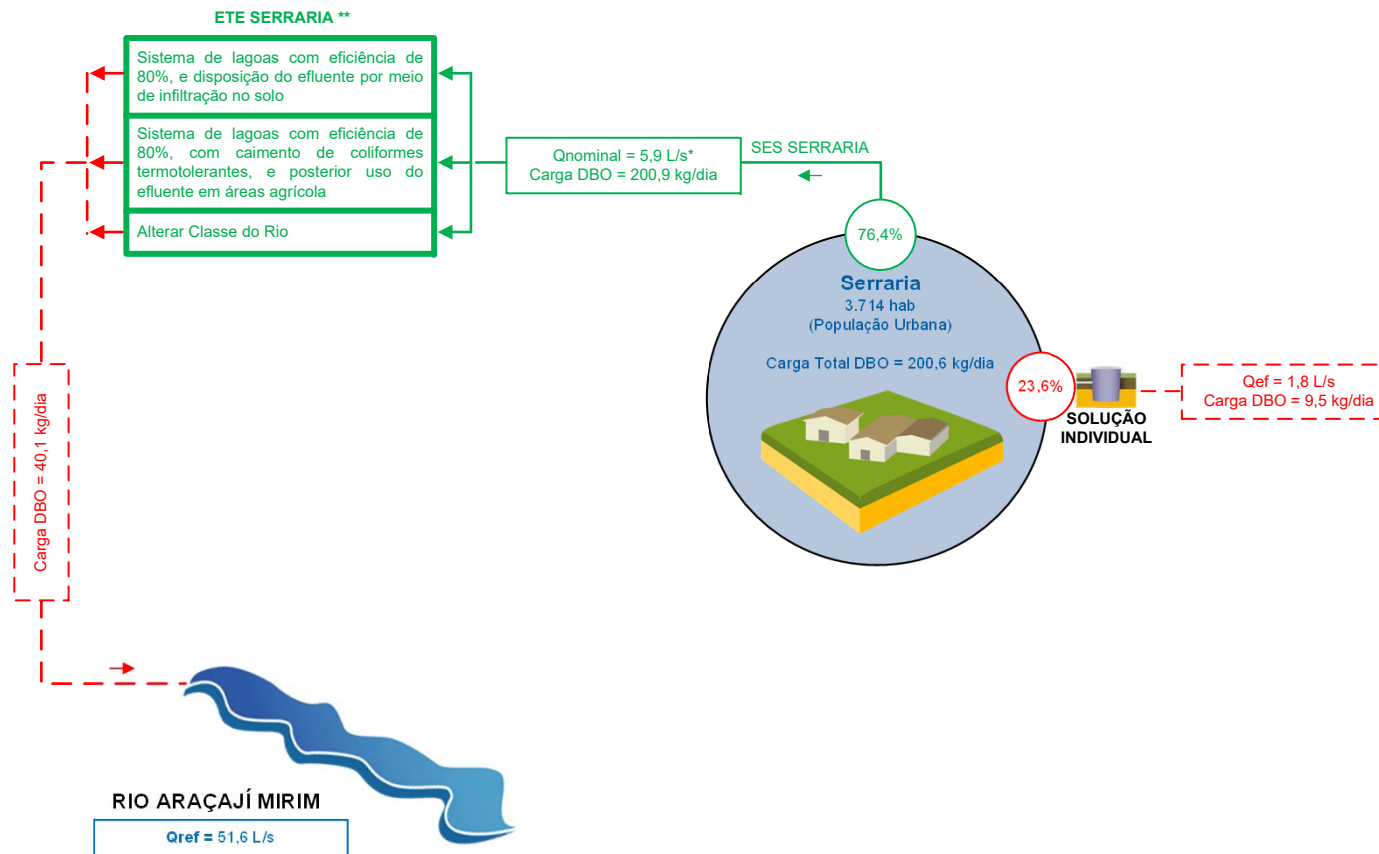 ETE SERRARIA **
Sistema de lagoas com eficiência de
80%, e disposição do efluente por meio
de infiltração no solo
Sistema de lagoas com eficiência de
80%, com caimento de coliformes
termotolerantes, e posterior uso do
efluente em áreas agrícola
Alterar Classe do Rio
Qnominal = 5,9 L/s*
Carga DBO = 200,9 kg/dia
SES SERRARIA
76,4%
Serraria
3.714 hab
(População Urbana)
Carga Total DBO = 200,6 kg/dia
23,6%
SOLUÇÃO
INDIVIDUAL
Qef = 1,8 L/s
Carga DBO = 9,5 kg/dia
Carga DBO = 40,1 kg/dia
RIO ARAÇAJÍ MIRIM
Qref = 51,6 L/s